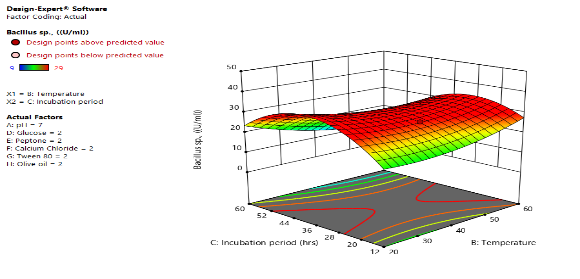 Design-Expert® Software
Factor Coding: Actual
Bacillus sp., ((U/ml))
Design points above predicted value
Design points below predicted value
9 29
X1 = B: Temperature
X2 = C: Incubation period
Actual Factors
A: pH = 7
D: Glucose = 2
E: Peptone = 2
F: Calcium Chloride = 2
G: Tween 80 = 2
H: Olive oil = 2
50
40
30
20
10
0
Bacillus sp., ((U/ml))
60
52
44
36
28
20
12
20
30
40
50
60
C: Incubation period (hrs)
B: Temperature